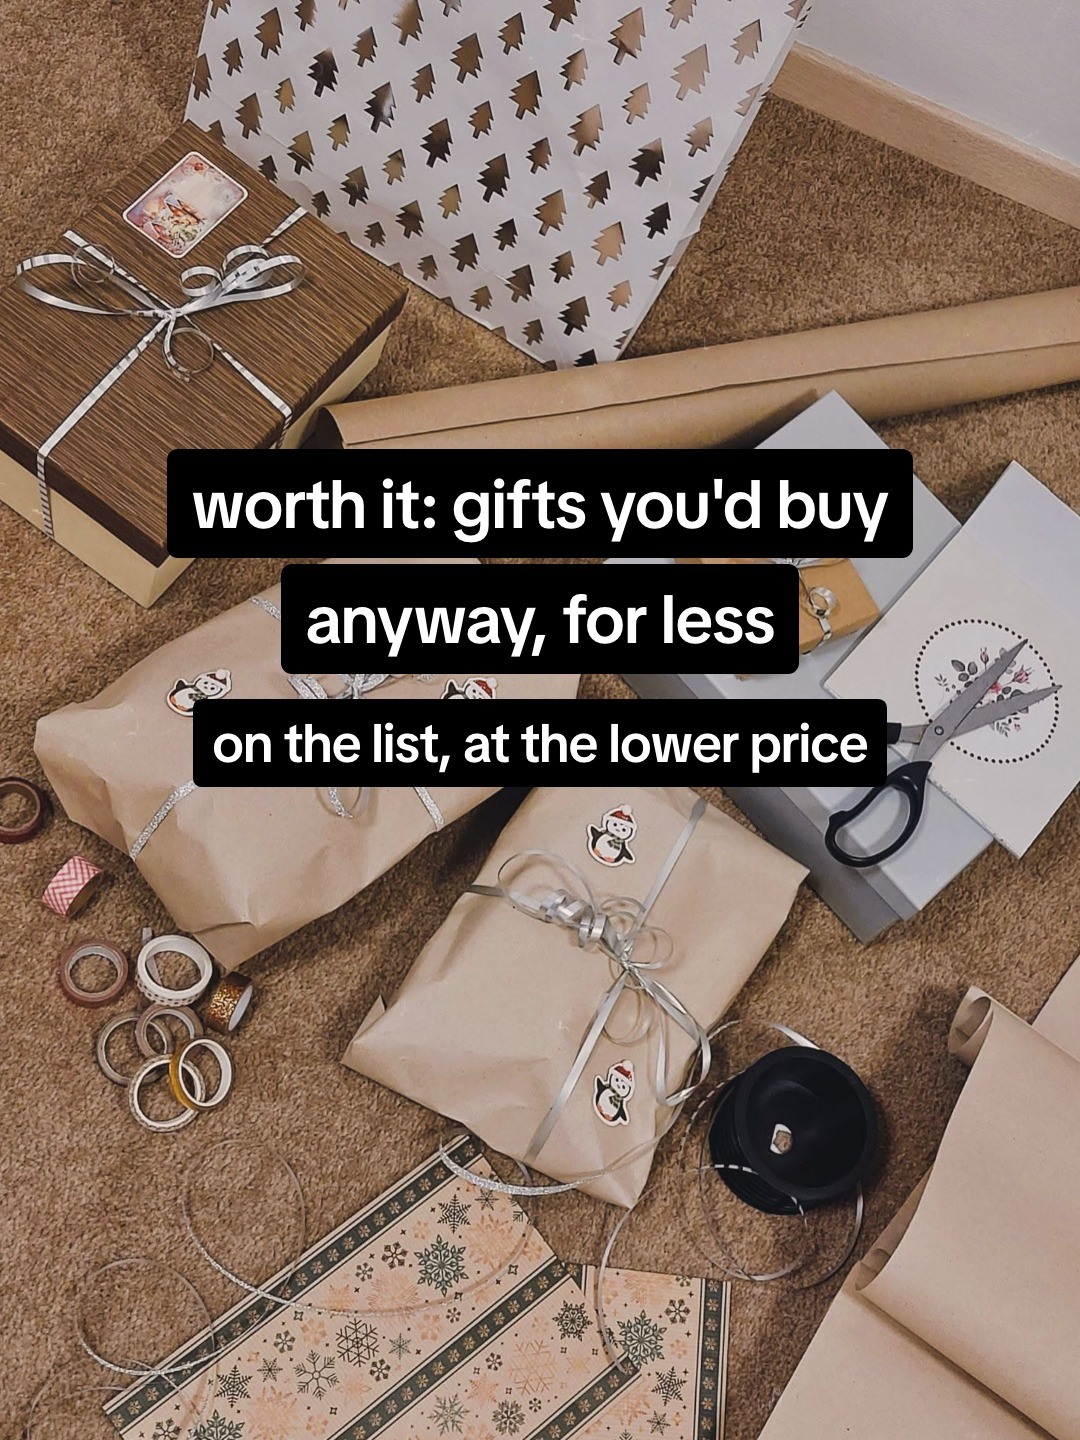 worth it: gifts you'd buy
anyway, for less
on the list, at the lower price